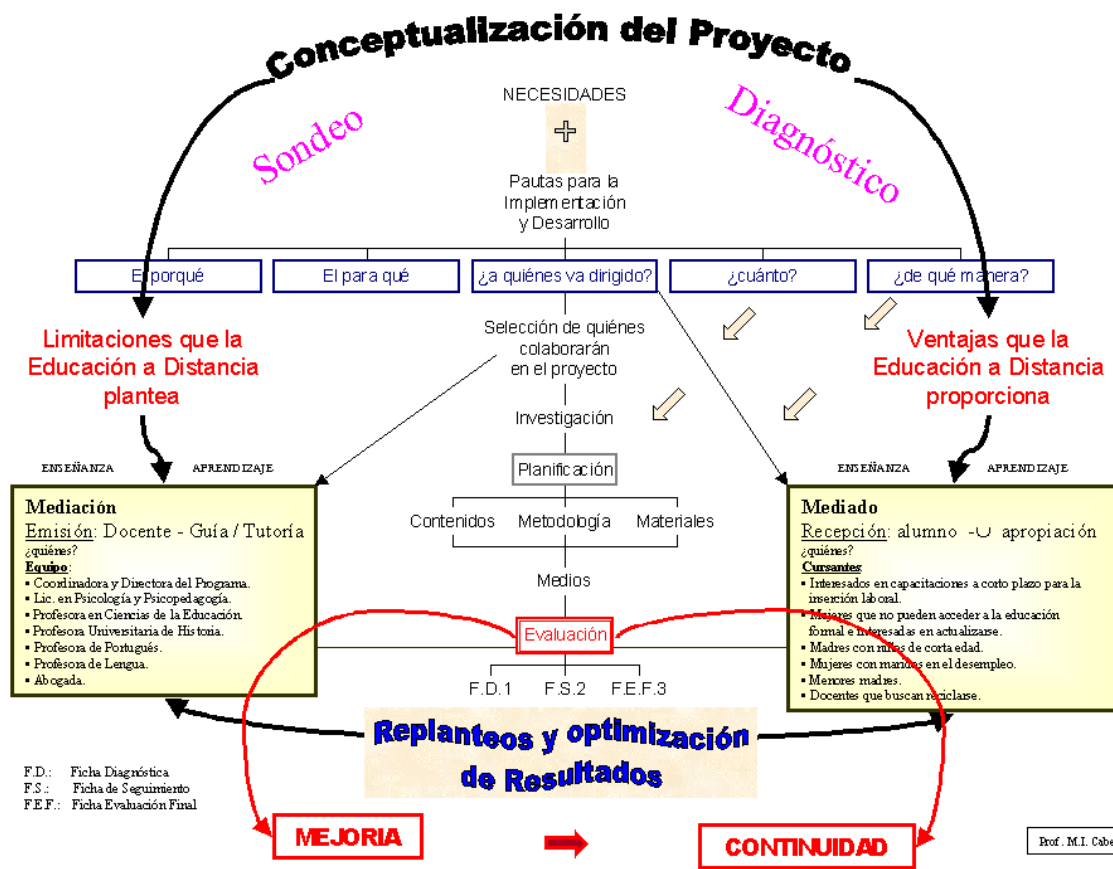 Conceptualización del Proyecto
NECESIDADES
Sondeo
Diagnóstico
Pautas para la
Implementación
y Desarrollo
El porqué
El para qué
¿a quiénes va dirigido?
¿cuánto?
¿de qué manera?
Limitaciones que la
Educación a Distancia
plantea
Selección de quiénes
colaborarán
en el proyecto
Ventajas que la
Educación a Distancia
proporciona
Investigación
Planificación
Contenidos
Metodología
Materiales
Medios
Evaluación
F.D.1
F.S.2
F.E.F.3
ENSEÑANZA
APRENDIZAJE
Mediación
Emisión: Docente - Guía / Tutoría
¿quiénes?
Equipo:
▪ Coordinadora y Directora del Programa.
▪ Lic. en Psicología y Psicopedagogía.
▪ Profesora en Ciencias de la Educación.
▪ Profesora Universitaria de Historia.
▪ Profesora de Portugués.
▪ Profesora de Lengua.
▪ Abogada.
ENSEÑANZA
APRENDIZAJE
Mediado
Recepción: alumno -∪ apropiación
¿quiénes?
Cursantes
▪ Interesados en capacitaciones a corto plazo para la
inserción laboral.
▪ Mujeres que no pueden acceder a la educación
formal e interesadas en actualizarse.
▪ Madres con niños de corta edad.
▪ Mujeres con maridos en el desempleo.
▪ Menores madres.
▪ Docentes que buscan reciclarse.
Replanteos y optimización
de Resultados
F.D.: Ficha Diagnóstica
F.S.: Ficha de Seguimiento
F.E.F.: Ficha Evaluación Final
MEJORIA
CONTINUIDAD
Prof. M.I.